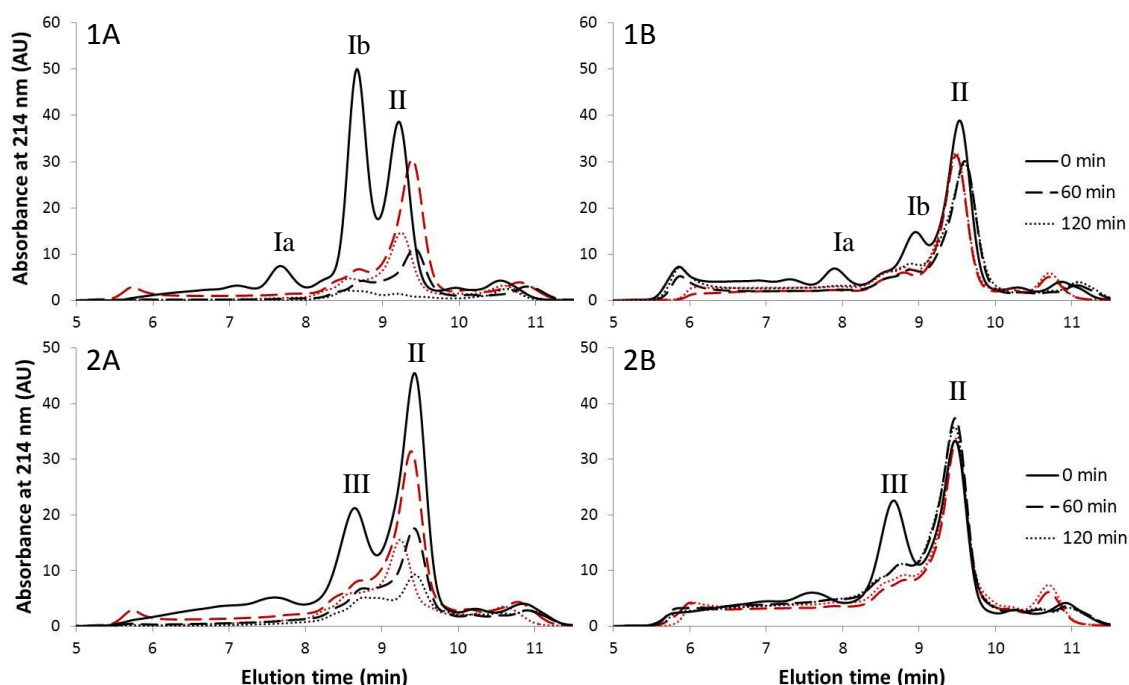 1A
Ia
Ib
II
Absorbance at 214 nm (AU)
60
50
40
30
20
10
0
5 6 7 8 9 10 11
1B
Ia
Ib
II
60
50
40
30
20
10
0
5 6 7 8 9 10 11
0 min
60 min
120 min
2A
III
II
Absorbance at 214 nm (AU)
50
40
30
20
10
0
5 6 7 8 9 10 11
Elution time (min)
2B
III
II
50
40
30
20
10
0
5 6 7 8 9 10 11
Elution time (min)
0 min
60 min
120 min